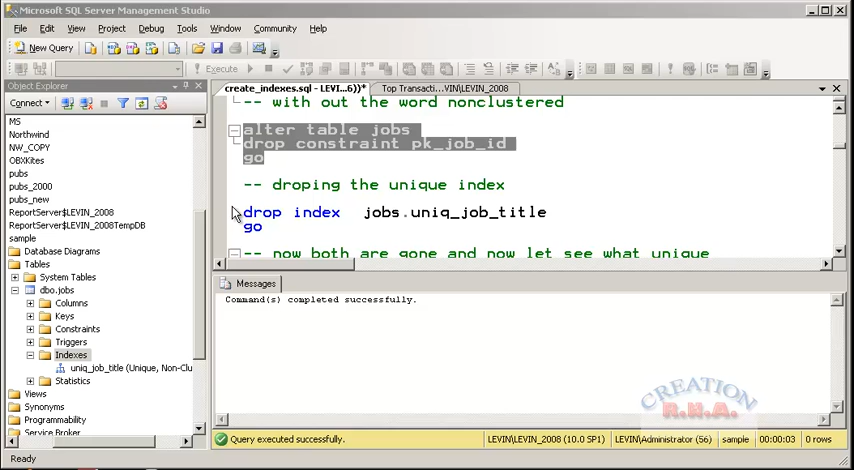 Microsoft SQL Server Management Studio
File Edit View Project Debug Tools Window Community Help
New Query
Execute
Object Explorer
Connect
MS
Northwind
NW_COPY
OBXKites
pubs
pubs_2000
pubs_new
ReportServer$LEVIN_2008
ReportServer$LEVIN_2008TempDB
sample
Database Diagrams
Tables
System Tables
dbo.jobs
Columns
Keys
Constraints
Triggers
Indexes
uniq_job_title (Unique, Non-Clu
Statistics
Views
Synonyms
Programmability
Service Broker
create_indexes.sql - LEVI...6))* Top Transacti...VIN\LEVIN_2008
-- with out the word nonclustered
alter table jobs
drop constraint pk_job_id
go
-- droping the unique index
drop index jobs.uniq_job_title
go
-- now both are gone and now let see what unique
Messages
Command(s) completed successfully.
CREATION
R.H.A.
Query executed successfully. LEVIN\LEVIN_2008 (10.0 SP1) LEVIN\Administrator (56) sample 00:00:03 0 rows
Ready